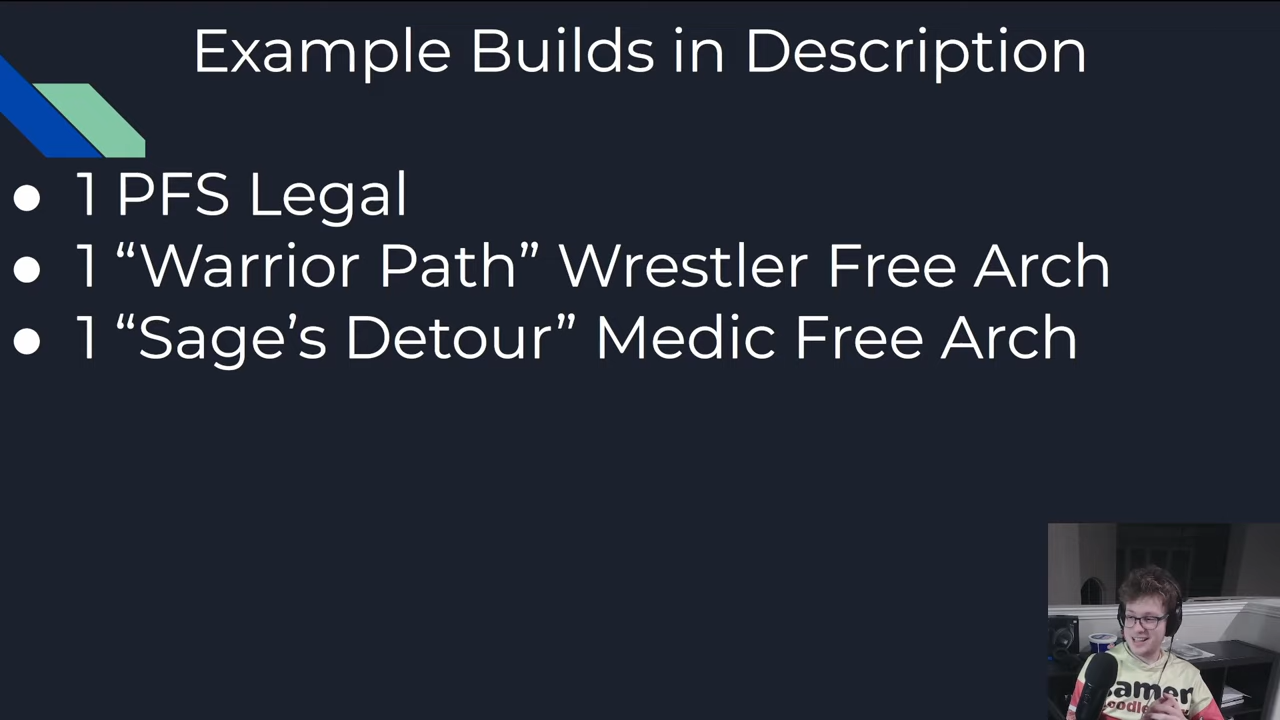 Example Builds in Description
● 1 PFS Legal
● 1 “Warrior Path” Wrestler Free Arch
● 1 “Sage’s Detour” Medic Free Arch